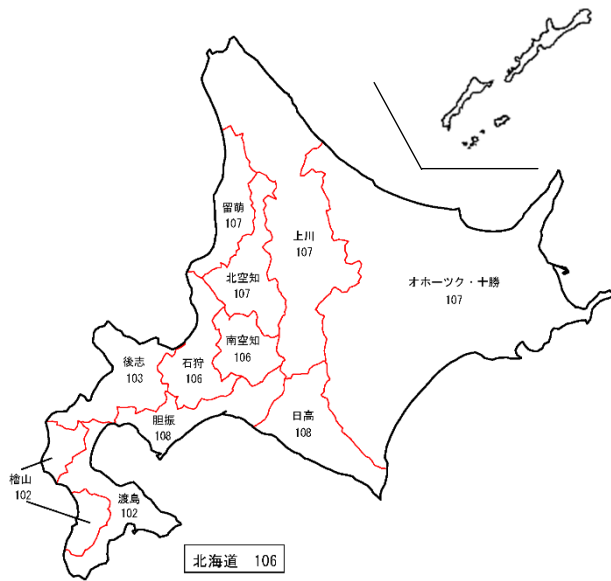 留萌
107
上川
107
北空知
107
オホーツク・十勝
107
南空知
106
後志
103
石狩
106
胆振
108
日高
108
檜山
102
渡島
102
北海道 106